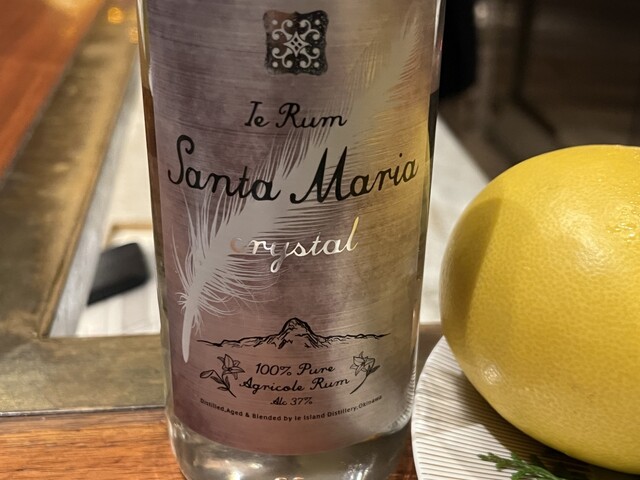 Ie Rum
Santa Maria
crystal
100% Pure
Agricole Rum
Alc 37%
Distilled,Aged & Blended by Ie Island Distillery,Okinawa